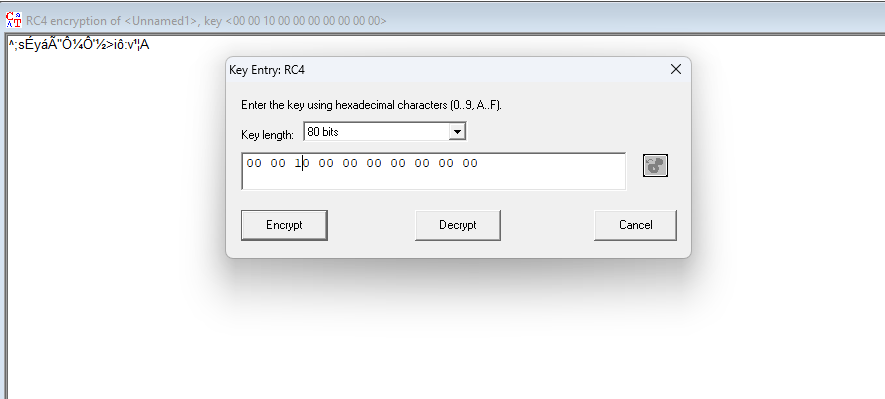 RC4 encryption of <Unnamed1>, key <00 00 10 00 00 00 00 00 00 00>
^;sÉyáÃ"Ô¼Ô'½>iô:v¹¦A
Key Entry: RC4
Enter the key using hexadecimal characters (0..9, A..F).
Key length: 80 bits
00 00 10 00 00 00 00 00 00 00
Encrypt Decrypt Cancel